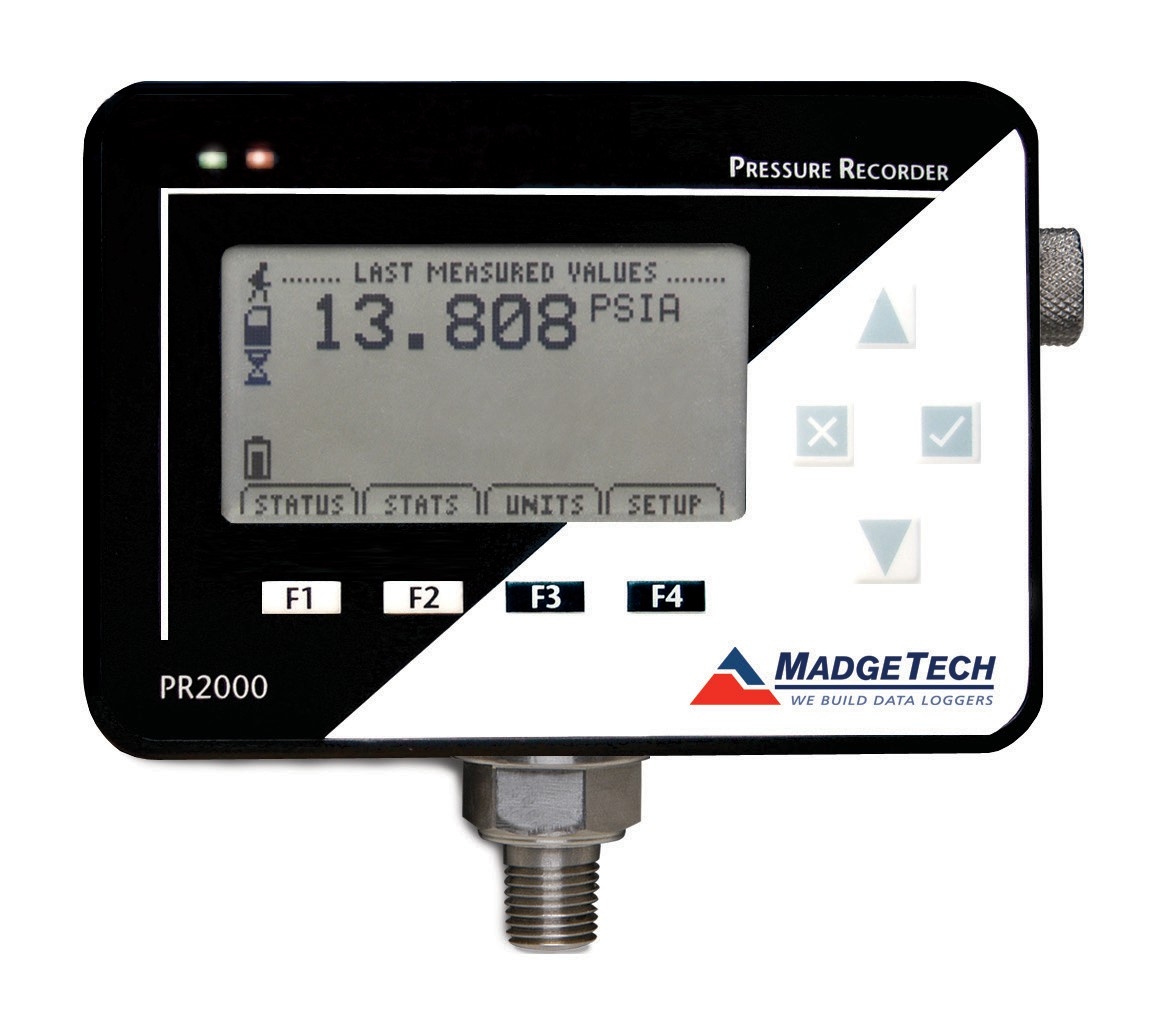 PRESSURE RECORDER
........ LAST MEASURED VALUES ........
13.808 PSIA
STATUS STATS UNITS SETUP
F1 F2 F3 F4
PR2000
MADGETECH
WE BUILD DATA LOGGERS